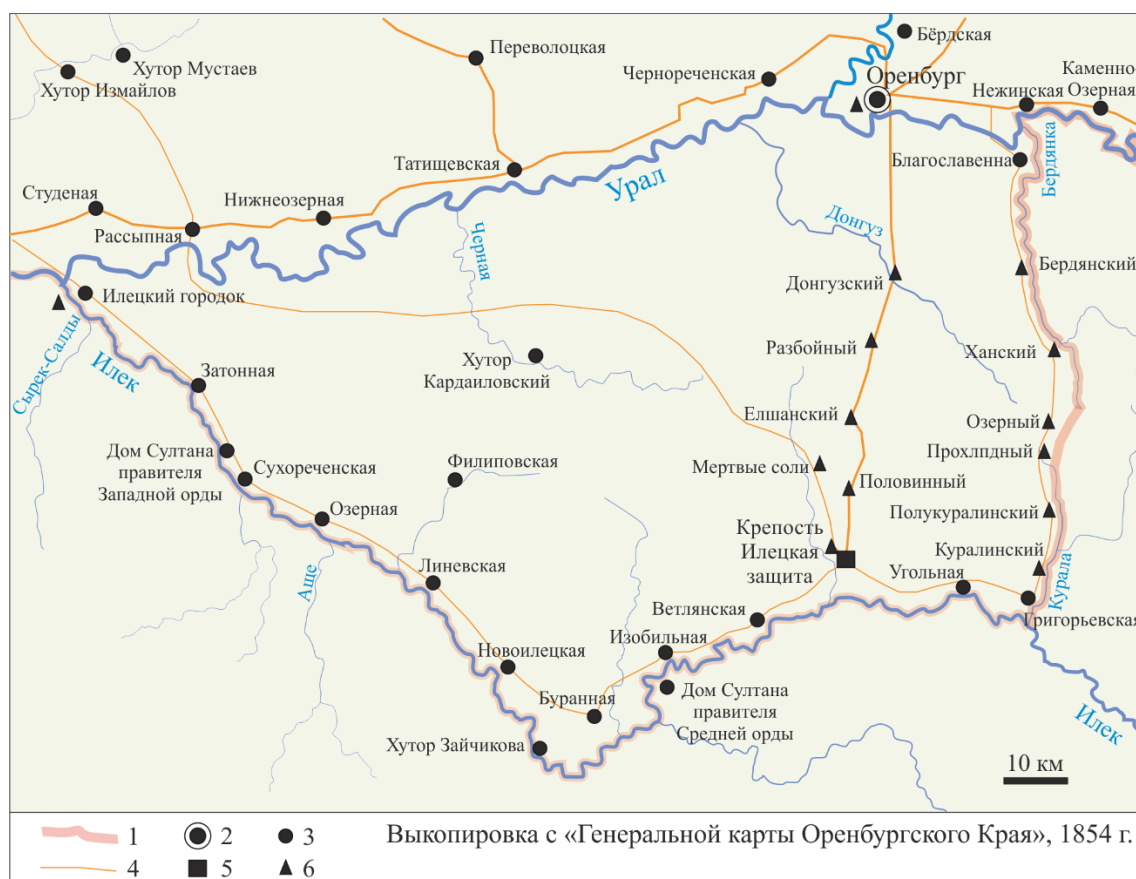 Бёрдская
Переволоцкая
Хутор Мустаев
Хутор Измайлов
Чернореченская
Оренбург
Каменно-
Озерная
Нежинская
Благославенна
Бердянка
Татищевская
Урал
Студеная
Нижнеозерная
Рассыпная
Черная
Донгуз
Донгузский
Бердянский
Илецкий городок
Сырек-Салды
Илек
Разбойный
Ханский
Хутор
Кардаиловский
Затонная
Елшанский
Озерный
Дом Султана
правителя
Западной орды
Сухореченская
Филиповская
Мертвые соли
Прохлпдный
Половинный
Озерная
Полукуралинский
Крепость
Илецкая
защита
Куралинский
Аще
Линевская
Угольная
Курала
Ветлянская
Григорьевская
Изобильная
Новоилецкая
Буранная
Дом Султана
правителя
Средней орды
Илек
Хутор Зайчикова
10 км
1 2 3
Выкопировка с «Генеральной карты Оренбургского Края», 1854 г.
4 5 6